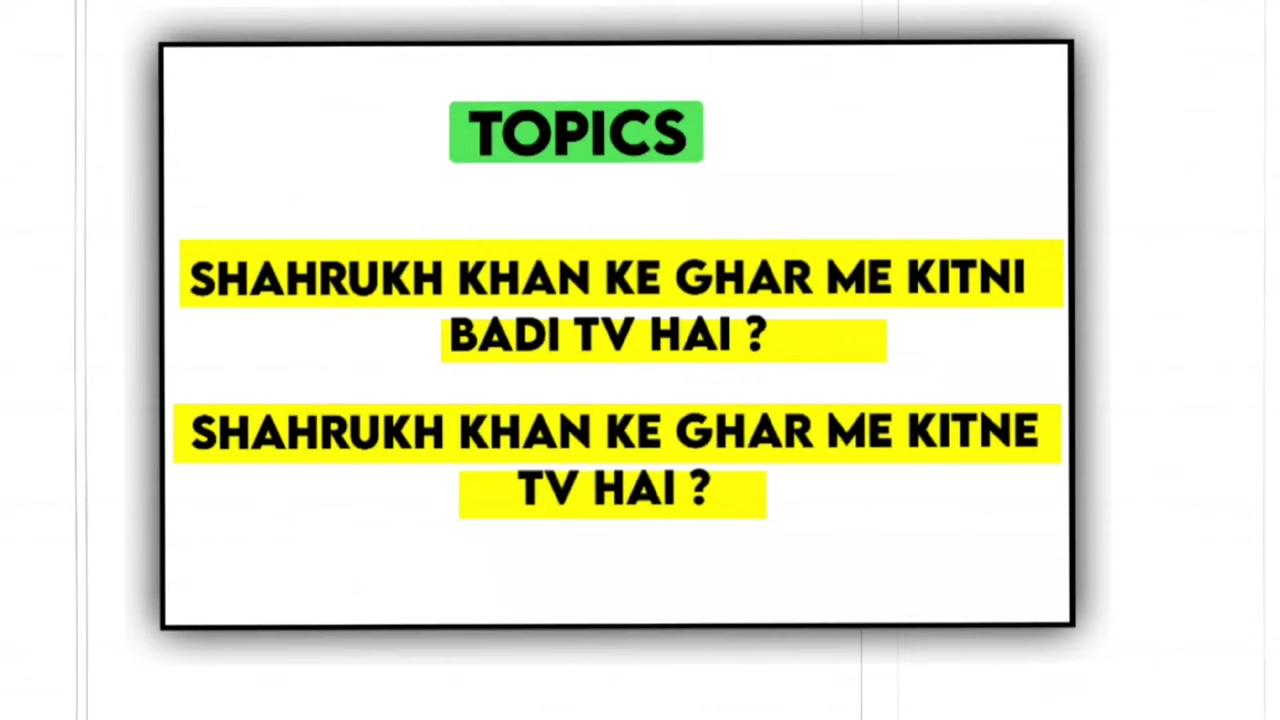 TOPICS
SHAHRUKH KHAN KE GHAR ME KITNI
BADI TV HAI ?
SHAHRUKH KHAN KE GHAR ME KITNE
TV HAI ?